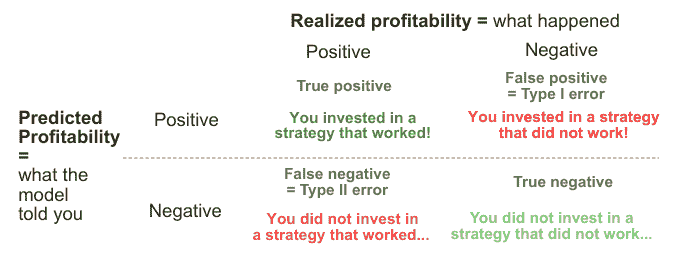 Realized profitability = what happened
Positive
Negative
True positive
False positive
= Type I error
Predicted
Profitability
=
what the
model
told you
Positive
You invested in a
strategy that worked!
You invested in a strategy
that did not work!
False negative
= Type II error
True negative
Negative
You did not invest in
a strategy that worked...
You did not invest in a
strategy that did not work...